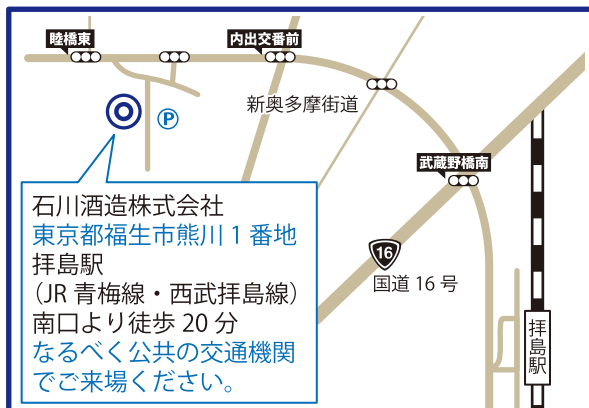 睦橋東
内出交番前
新奥多摩街道
P
武蔵野橋南
16
国道 16 号
石川酒造株式会社
東京都福生市熊川 1 番地
拝島駅
（JR 青梅線・西武拝島線）
南口より徒歩 20 分
なるべく公共の交通機関
でご来場ください。
拝島駅